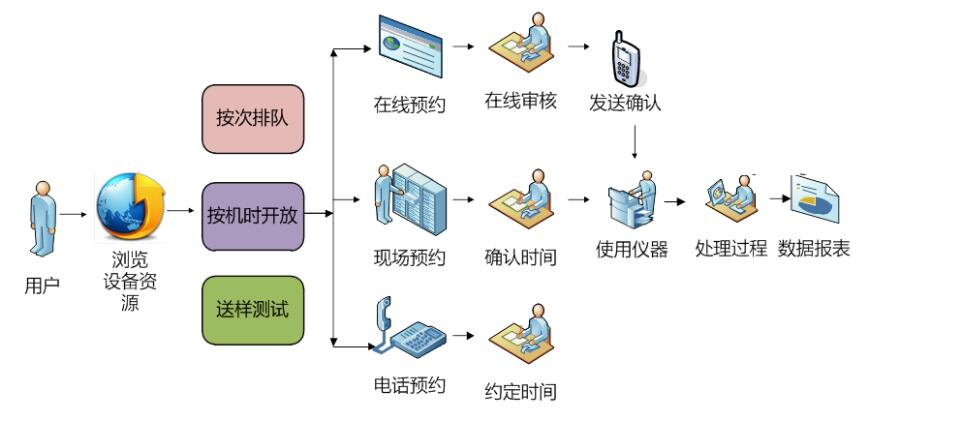 在线预约
在线审核
发送确认
按次排队
按机时开放
送样测试
用户
浏览
设备资
源
现场预约
确认时间
使用仪器
处理过程
数据报表
电话预约
约定时间